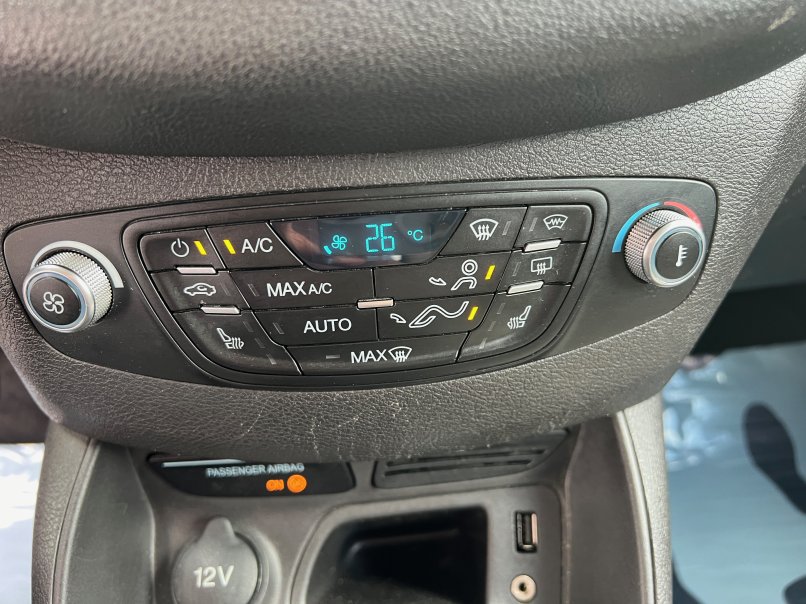 A/C
26 °C
MAX A/C
AUTO
MAX
PASSENGER AIRBAG
ON
12V